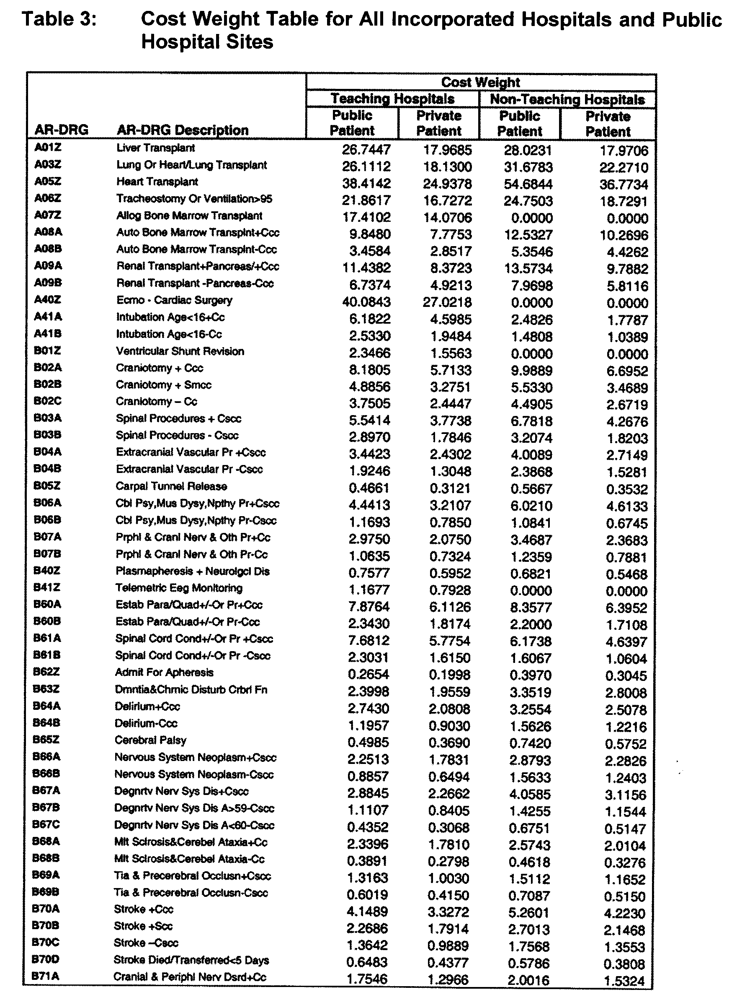 Table 3: Cost Weight Table for All Incorporated Hospitals and Public
Hospital Sites
Cost Weight
Teaching Hospitals Non-Teaching Hospitals
Public Private Public Private
AR-DRG AR-DRG Description Patient Patient Patient Patient
A01Z Liver Transplant 26.7447 17.9685 28.0231 17.9706
A03Z Lung Or Heart/Lung Transplant 26.1112 18.1300 31.6783 22.2710
A05Z Heart Transplant 38.4142 24.9378 54.6844 36.7734
A06Z Tracheostomy Or Ventilation>95 21.8617 16.7272 24.7503 18.7291
A07Z Allog Bone Marrow Transplant 17.4102 14.0706 0.0000 0.0000
A08A Auto Bone Marrow Transplnt+Ccc 9.8480 7.7753 12.5327 10.2696
A08B Auto Bone Marrow Transplnt-Ccc 3.4584 2.8517 5.3546 4.4262
A09A Renal Transplant+Pancreas/+Ccc 11.4382 8.3723 13.5734 9.7882
A09B Renal Transplant -Pancreas-Ccc 6.7374 4.9213 7.9698 5.8116
A40Z Ecmo - Cardiac Surgery 40.0843 27.0218 0.0000 0.0000
A41A Intubation Age<16+Cc 6.1822 4.5985 2.4826 1.7787
A41B Intubation Age<16-Cc 2.5330 1.9484 1.4808 1.0389
B01Z Ventricular Shunt Revision 2.3466 1.5563 0.0000 0.0000
B02A Craniotomy + Ccc 8.1805 5.7133 9.9889 6.6952
B02B Craniotomy + Smcc 4.8856 3.2751 5.5330 3.4689
B02C Craniotomy – Cc 3.7505 2.4447 4.4905 2.6719
B03A Spinal Procedures + Cscc 5.5414 3.7738 6.7818 4.2676
B03B Spinal Procedures - Cscc 2.8970 1.7846 3.2074 1.8203
B04A Extracranial Vascular Pr +Cscc 3.4423 2.4302 4.0089 2.7149
B04B Extracranial Vascular Pr -Cscc 1.9246 1.3048 2.3868 1.5281
B05Z Carpal Tunnel Release 0.4661 0.3121 0.5667 0.3532
B06A Cbl Psy,Mus Dysy,Npthy Pr+Cscc 4.4413 3.2107 6.0210 4.6133
B06B Cbl Psy,Mus Dysy,Npthy Pr-Cscc 1.1693 0.7850 1.0841 0.6745
B07A Prphl & Cranl Nerv & Oth Pr+Cc 2.9750 2.0750 3.4687 2.3683
B07B Prphl & Cranl Nerv & Oth Pr-Cc 1.0635 0.7324 1.2359 0.7881
B40Z Plasmapheresis + Neurolgcl Dis 0.7577 0.5952 0.6821 0.5468
B41Z Telemetric Eeg Monitoring 1.1677 0.7928 0.0000 0.0000
B60A Estab Para/Quad+/-Or Pr+Ccc 7.8764 6.1126 8.3577 6.3952
B60B Estab Para/Quad+/-Or Pr-Ccc 2.3430 1.8174 2.2000 1.7108
B61A Spinal Cord Cond+/-Or Pr +Cscc 7.6812 5.7754 6.1738 4.6397
B61B Spinal Cord Cond+/-Or Pr -Cscc 2.3031 1.6150 1.6067 1.0604
B62Z Admit For Apheresis 0.2654 0.1998 0.3970 0.3045
B63Z Dmntia&Chrnic Disturb Crbrl Fn 2.3998 1.9559 3.3519 2.8008
B64A Delirium+Ccc 2.7430 2.0808 3.2554 2.5078
B64B Delirium-Ccc 1.1957 0.9030 1.5626 1.2216
B65Z Cerebral Palsy 0.4985 0.3690 0.7420 0.5752
B66A Nervous System Neoplasm+Cscc 2.2513 1.7831 2.8793 2.2826
B66B Nervous System Neoplasm-Cscc 0.8857 0.6494 1.5633 1.2403
B67A Degnrtv Nerv Sys Dis+Cscc 2.8845 2.2662 4.0585 3.1156
B67B Degnrtv Nerv Sys Dis A>59-Cscc 1.1107 0.8405 1.4255 1.1544
B67C Degnrtv Nerv Sys Dis A<60-Cscc 0.4352 0.3068 0.6751 0.5147
B68A Mlt Sclrosis&Cerebel Ataxia+Cc 2.3396 1.7810 2.5743 2.0104
B68B Mlt Sclrosis&Cerebel Ataxia-Cc 0.3891 0.2798 0.4618 0.3276
B69A Tia & Precerebral Occlusn+Cscc 1.3163 1.0030 1.5112 1.1652
B69B Tia & Precerebral Occlusn-Cscc 0.6019 0.4150 0.7087 0.5150
B70A Stroke +Ccc 4.1489 3.3272 5.2601 4.2230
B70B Stroke +Scc 2.2686 1.7914 2.7013 2.1468
B70C Stroke –Cscc 1.3642 0.9889 1.7568 1.3553
B70D Stroke Died/Transferred<5 Days 0.6483 0.4377 0.5786 0.3808
B71A Cranial & Periphl Nerv Dsrd+Cc 1.7546 1.2966 2.0016 1.5324